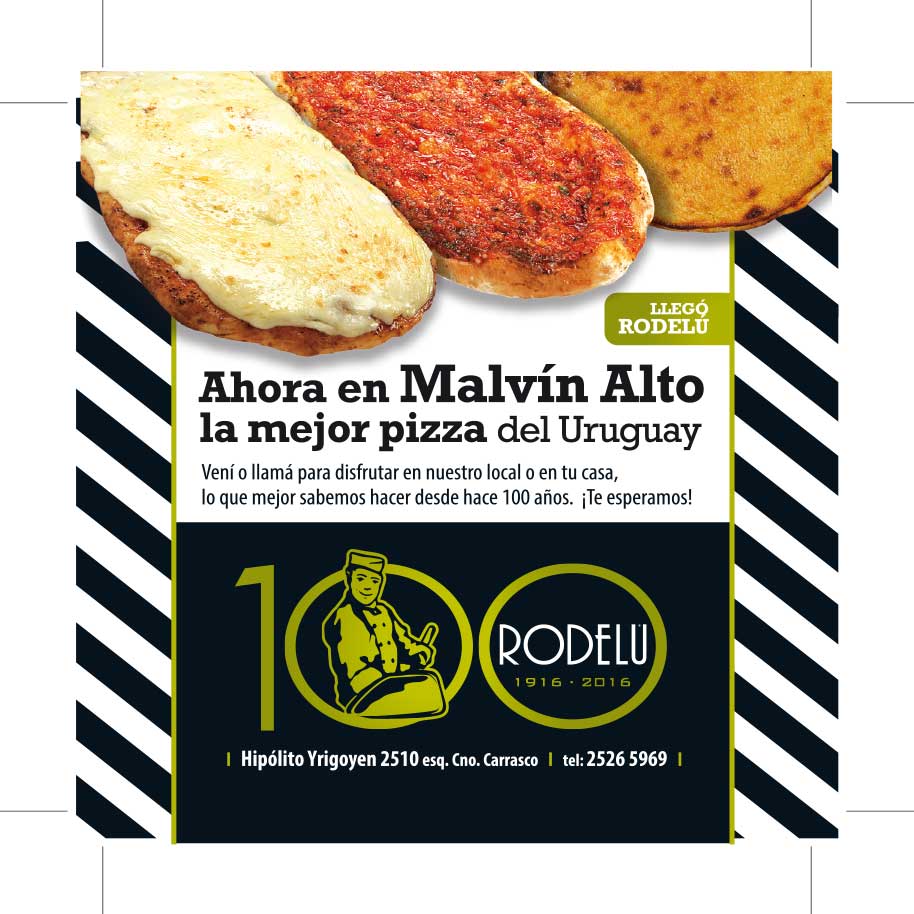 LLEGÓ
RODELÚ
Ahora en Malvín Alto
la mejor pizza del Uruguay
Vení o llamá para disfrutar en nuestro local o en tu casa,
lo que mejor sabemos hacer desde hace 100 años. ¡Te esperamos!
100
RODELÚ
1916 · 2016
| Hipólito Yrigoyen 2510 esq. Cno. Carrasco | tel: 2526 5969 |